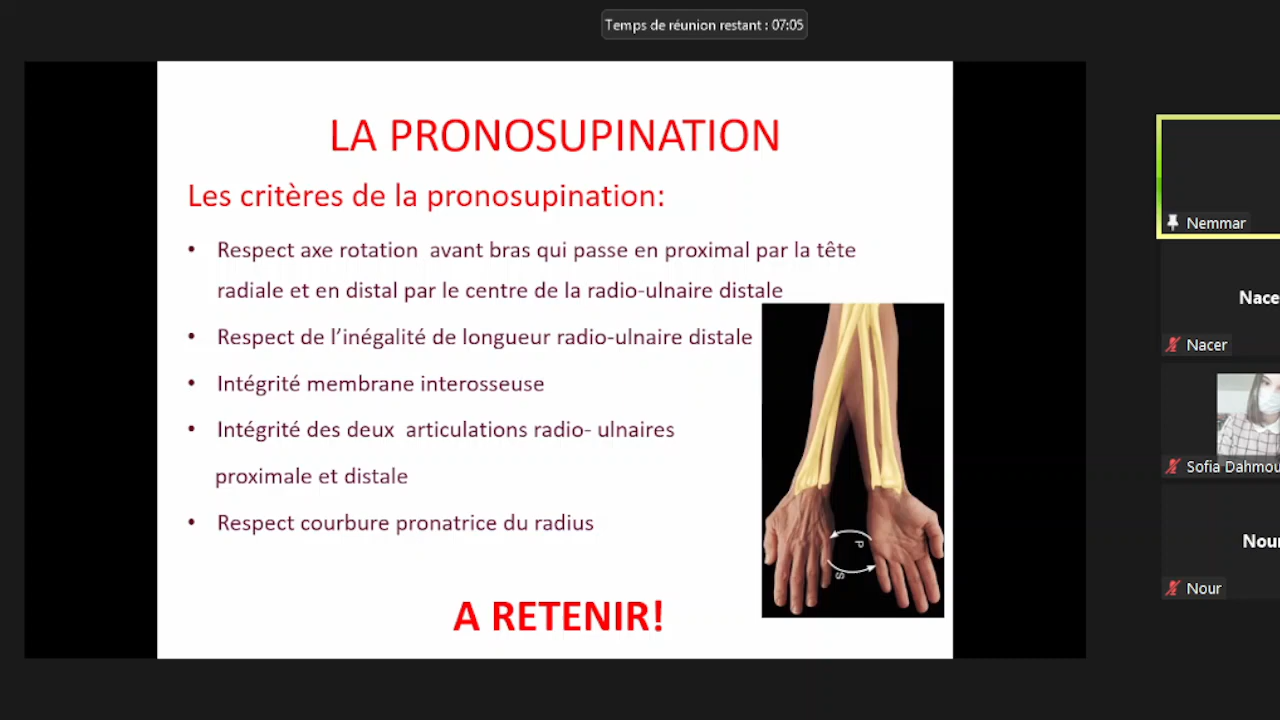 Temps de réunion restant : 07:05
LA PRONOSUPINATION
Les critères de la pronosupination:
• Respect axe rotation avant bras qui passe en proximal par la tête
radiale et en distal par le centre de la radio-ulnaire distale
• Respect de l'inégalité de longueur radio-ulnaire distale
• Intégrité membrane interosseuse
• Intégrité des deux articulations radio- ulnaires
proximale et distale
• Respect courbure pronatrice du radius
P
S
A RETENIR!
Nemmar
Nace
Nacer
Sofia Dahmou
Nour
Nour